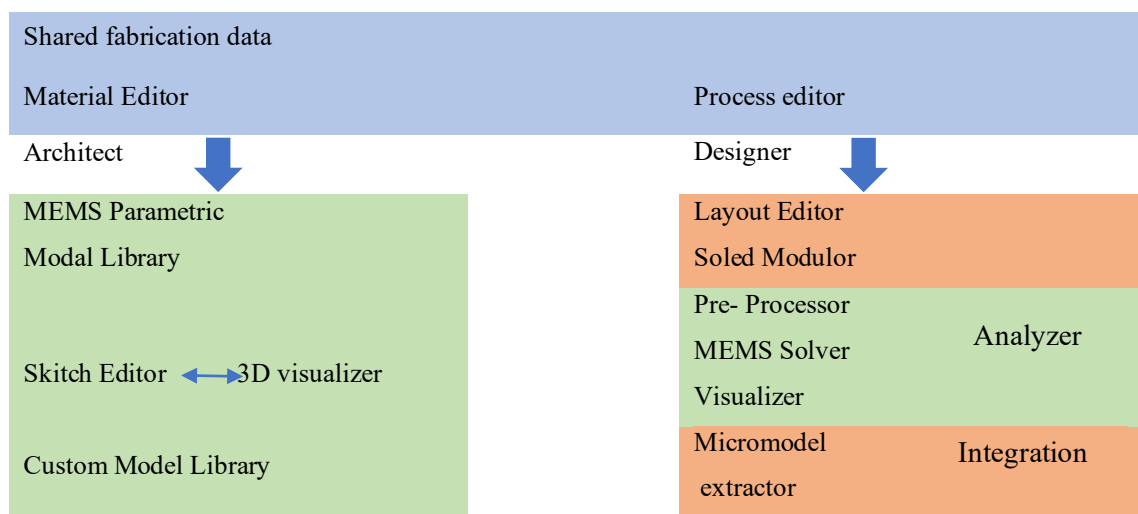 Shared fabrication data
Material Editor
Process editor
Architect
Designer
MEMS Parametric
Modal Library
Skitch Editor
3D visualizer
Custom Model Library
Layout Editor
Soled Modulor
Pre- Processor
MEMS Solver
Visualizer
Analyzer
Micromodel
extractor
Integration